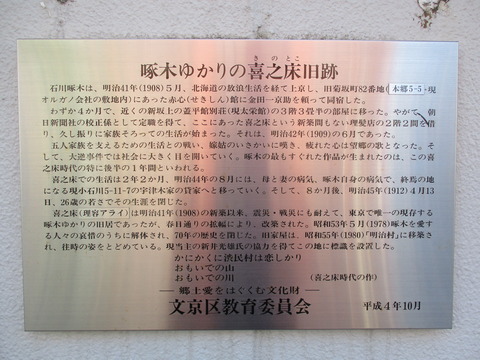 きのとこ
啄木ゆかりの喜之床旧跡
石川啄木は、明治41年(1908)5月、北海道の放浪生活を経て上京し、旧菊坂町82番地(本郷5-5・現
オルガノ会社の敷地内)にあった赤心(せきしん)館に金田一京助を頼って同宿した。
わずか4か月で、近くの新坂上の蓋平館別荘(現太栄館)の3階3畳半の部屋に移った。やがて、朝
日新聞社の校正係として定職を得て、ここにあった喜之床という新築間もない理髪店の2階2間を借
り、久し振りに家族そろっての生活が始まった。それは、明治42年(1909)の6月であった。
五人家族を支えるための生活との戦い、嫁姑のいさかいに嘆き、疲れた心は望郷の歌となった。そ
して、大逆事件では社会に大きく目を開いていく。啄木の最もすぐれた作品が生まれたのは、この喜
之床時代の特に後半の1年間といわれる。
喜之床での生活は2年2か月、明治44年の8月には、母と妻の病気、啄木自身の病気で、終焉の地
になる現小石川5-11-7の宇津木家の貸家へと移っていく。そして、8か月後、明治45年(1912)4月13
日、26歳の若さでその生涯を閉じた。
喜之床(理容アライ)は明治41年(1908)の新築以来、震災・戦災にも耐えて、東京で唯一の現存する
啄木ゆかりの旧居であったが、春日通りの拡幅により、改築された。昭和53年5月(1978)啄木を愛す
る人々の哀惜のうちに解体され、70年の歴史を閉じた。旧家屋は、昭和55年(1980)「明治村」に移築さ
れ、往時の姿をとどめている。現当主の新井光雄氏の協力を得てこの地に標識を設置した。
かにかくに渋民村は恋しかり
おもいでの山
おもいでの川 (喜之床時代の作)
―郷土愛をはぐくむ文化財―
文京区教育委員会 平成4年10月